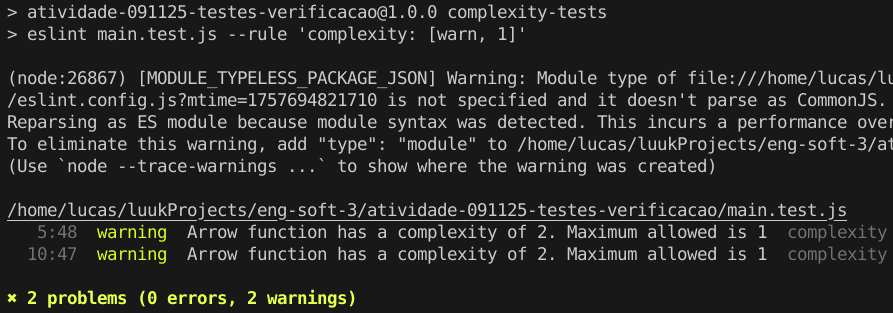 > atividade-091125-testes-verificacao@1.0.0 complexity-tests
> eslint main.test.js --rule 'complexity: [warn, 1]'
(node:26867) [MODULE_TYPELESS_PACKAGE_JSON] Warning: Module type of file:///home/lucas/lu
/eslint.config.js?mtime=1757694821710 is not specified and it doesn't parse as CommonJS.
Reparsing as ES module because module syntax was detected. This incurs a performance over
To eliminate this warning, add "type": "module" to /home/lucas/luukProjects/eng-soft-3/at
(Use `node --trace-warnings ...` to show where the warning was created)
/home/lucas/luukProjects/eng-soft-3/atividade-091125-testes-verificacao/main.test.js
5:48 warning Arrow function has a complexity of 2. Maximum allowed is 1 complexity
10:47 warning Arrow function has a complexity of 2. Maximum allowed is 1 complexity
✖ 2 problems (0 errors, 2 warnings)